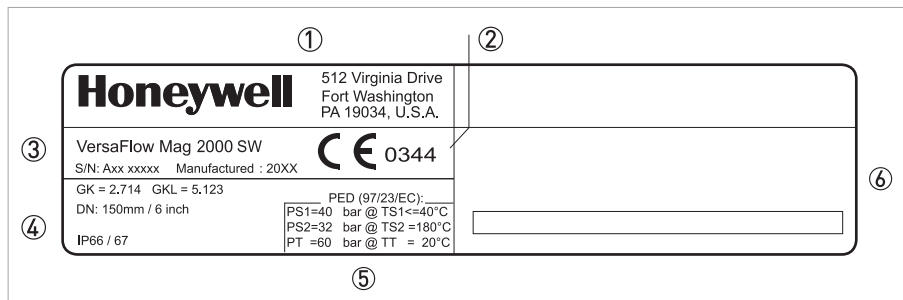 ① ②
Honeywell
512 Virginia Drive
Fort Washington
PA 19034, U.S.A.
③
VersaFlow Mag 2000 SW
S/N: Axx xxxxx Manufactured : 20XX
CE 0344
⑥
④
GK = 2.714 GKL = 5.123
DN: 150mm / 6 inch
IP66 / 67
PED (97/23/EC):
PS1=40 bar @ TS1<=40°C
PS2=32 bar @ TS2 =180°C
PT =60 bar @ TT = 20°C
⑤